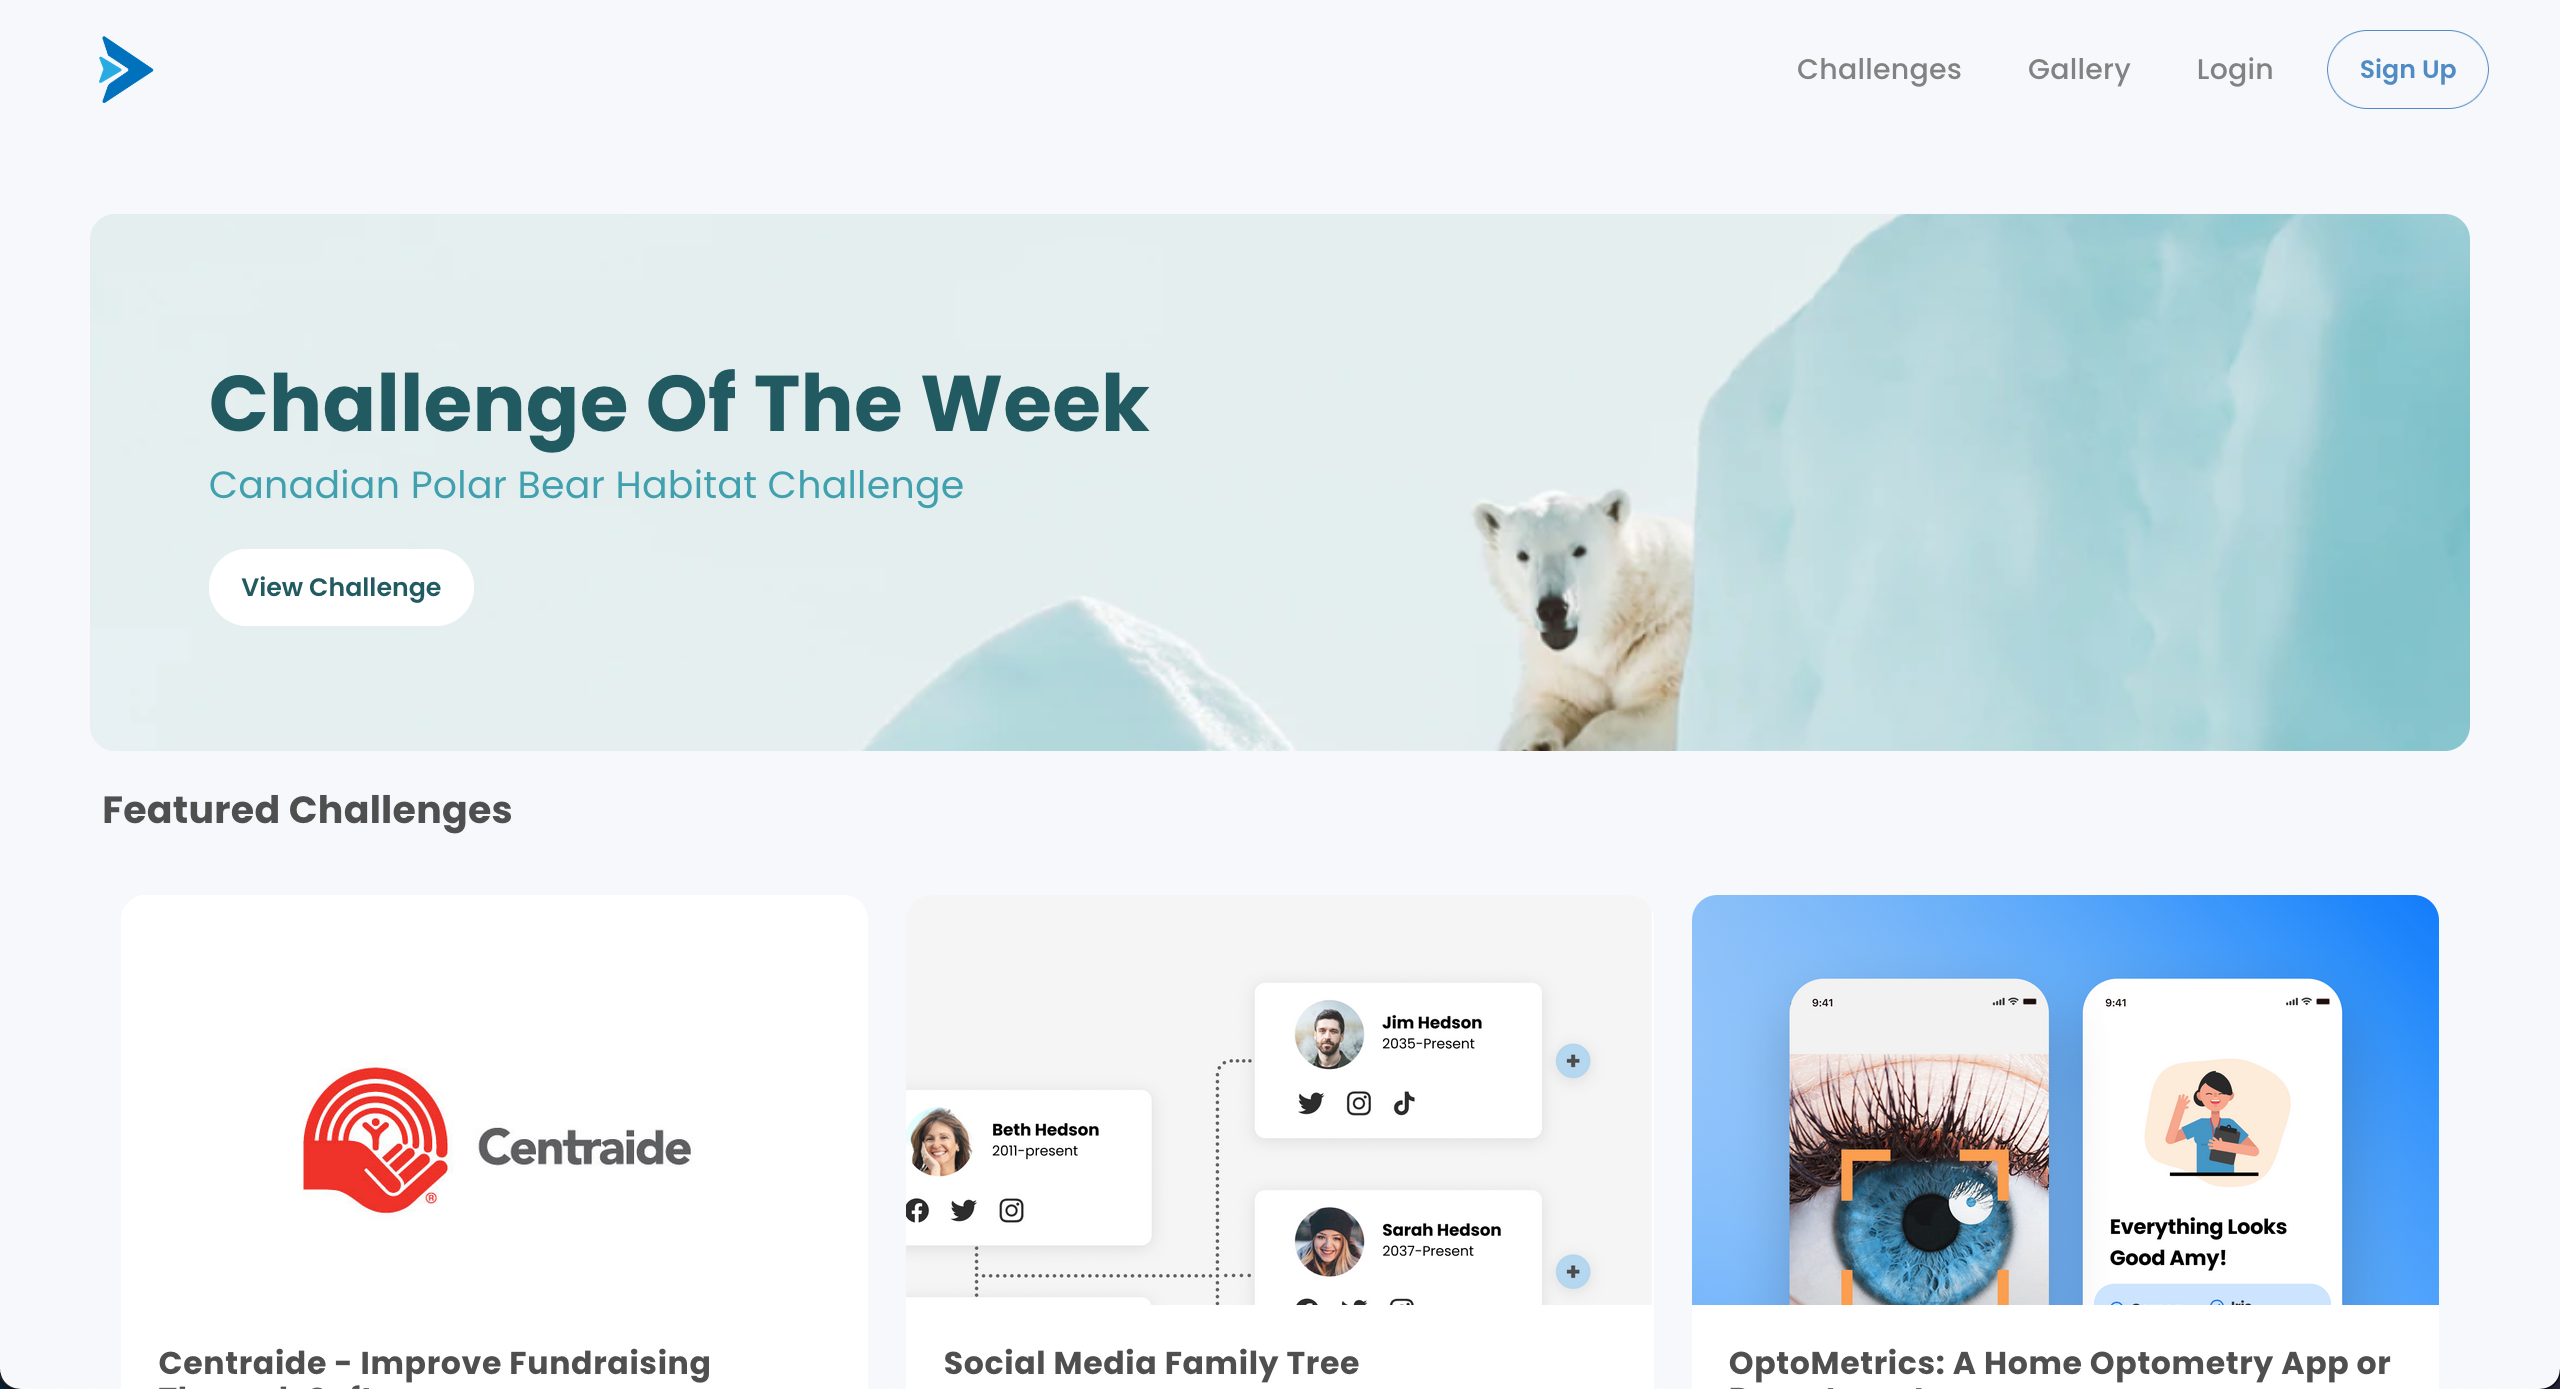 Challenges Gallery Login Sign Up
Challenge Of The Week
Canadian Polar Bear Habitat Challenge
View Challenge
Featured Challenges
Centraide
®
Beth Hedson
2011-present
Jim Hedson
2035-Present
+
Sarah Hedson
2037-Present
+
9:41
9:41
Everything Looks
Good Amy!
Iris
Centraide - Improve Fundraising
Social Media Family Tree
OptoMetrics: A Home Optometry App or